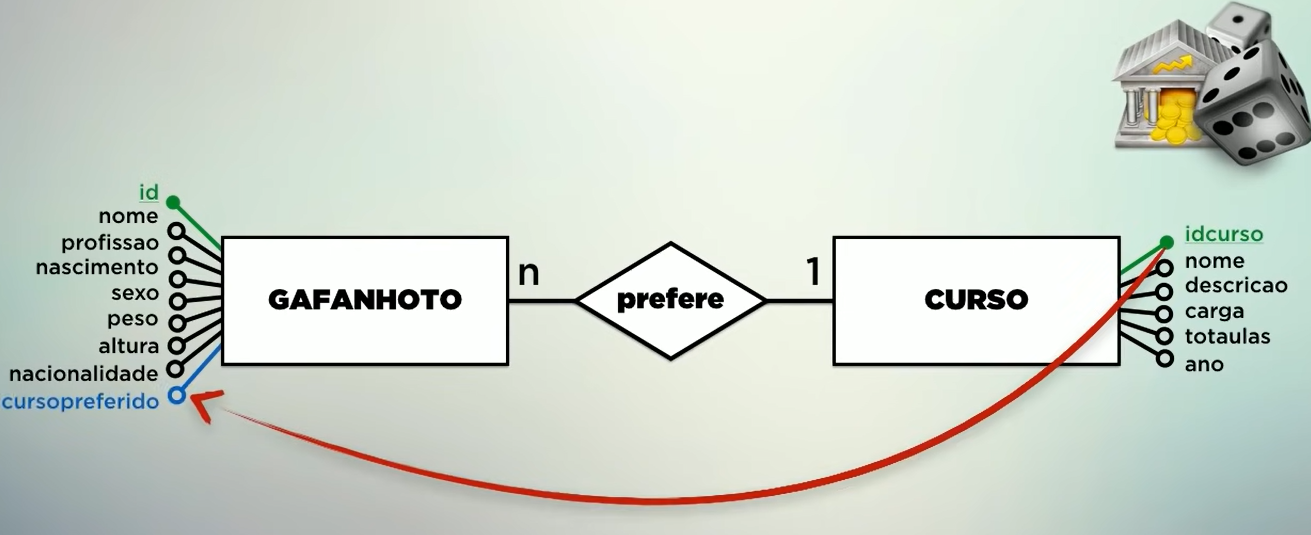 id
nome
profissao
nascimento
sexo
peso
altura
nacionalidade
cursopreferido
GAFANHOTO
n
prefere
1
CURSO
idcurso
nome
descricao
carga
totaulas
ano